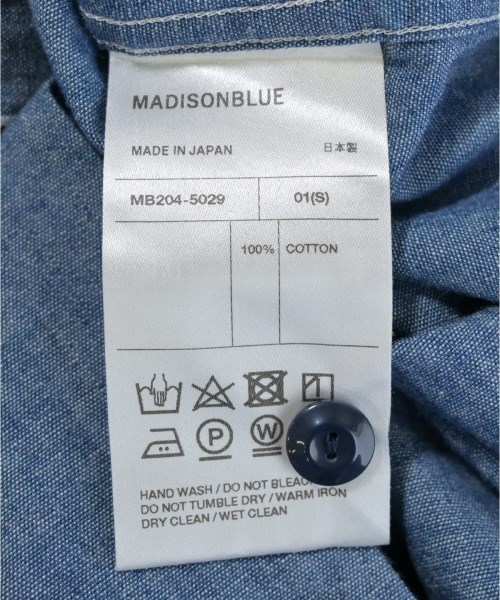 MADISONBLUE
MADE IN JAPAN 日本製
MB204-5029 01(S)
100% COTTON
P W
HAND WASH / DO NOT BLEACH
DO NOT TUMBLE DRY / WARM IRON
DRY CLEAN / WET CLEAN